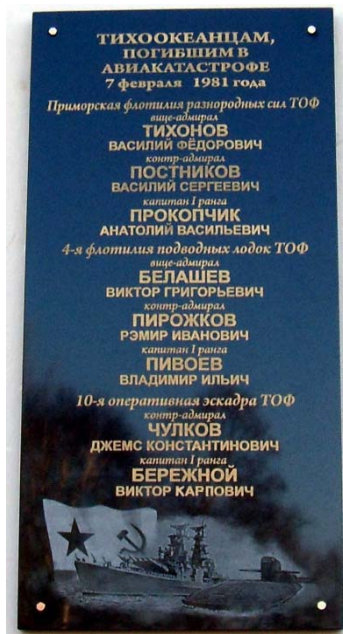 ТИХООКЕАНЦАМ,
ПОГИБШИМ В
АВИАКАТАСТРОФЕ
7 февраля 1981 года
Приморская флотилия разнородных сил ТОФ
вице-адмирал
ТИХОНОВ
ВАСИЛИЙ ФЁДОРОВИЧ
контр-адмирал
ПОСТНИКОВ
ВАСИЛИЙ СЕРГЕЕВИЧ
капитан I ранга
ПРОКОПЧИК
АНАТОЛИЙ ВАСИЛЬЕВИЧ
4-я флотилия подводных лодок ТОФ
вице-адмирал
БЕЛАШЕВ
ВИКТОР ГРИГОРЬЕВИЧ
контр-адмирал
ПИРОЖКОВ
РЭМИР ИВАНОВИЧ
капитан I ранга
ПИВОЕВ
ВЛАДИМИР ИЛЬИЧ
10-я оперативная эскадра ТОФ
контр-адмирал
ЧУЛКОВ
ДЖЕМС КОНСТАНТИНОВИЧ
капитан I ранга
БЕРЕЖНОЙ
ВИКТОР КАРПОВИЧ